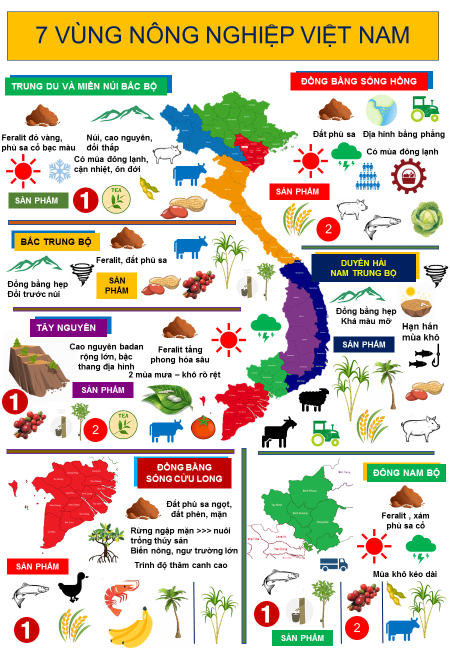 7 VÙNG NÔNG NGHIỆP VIỆT NAM
TRUNG DU VÀ MIỀN NÚI BẮC BỘ
Feralit đỏ vàng,
phù sa cổ bạc màu
Núi, cao nguyên,
đồi thấp
Có mùa đông lạnh,
cận nhiệt, ôn đới
SẢN PHẨM
1
TEA
ĐỒNG BẰNG SÔNG HỒNG
Đất phù sa
Địa hình bằng phẳng
Có mùa đông lạnh
SẢN PHẨM
2
BẮC TRUNG BỘ
Feralit, đất phù sa
Đồng bằng hẹp
Đồi trước núi
SẢN
PHẨM
DUYÊN HẢI
NAM TRUNG BỘ
Đồng bằng hẹp
Khá màu mỡ
Hạn hán
mùa khô
SẢN PHẨM
TÂY NGUYÊN
Cao nguyên badan
rộng lớn, bậc
thang địa hình
Feralit tầng
phong hóa sâu
2 mùa mưa – khô rõ rệt
SẢN PHẨM
1
2
TEA
ĐỒNG BẰNG
SÔNG CỬU LONG
Đất phù sa ngọt,
đất phèn, mặn
Rừng ngập mặn >>> nuôi
trồng thủy sản
Biển nông, ngư trường lớn
Trình độ thâm canh cao
SẢN PHẨM
1
ĐÔNG NAM BỘ
Feralit , xám
phù sa cổ
Mùa khô kéo dài
1
2
SẢN PHẨM